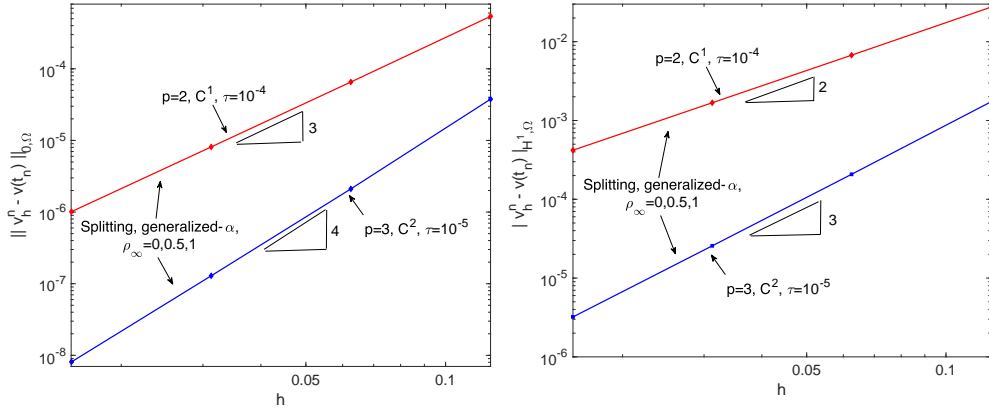 || v_h^n - v(t_n) ||_{0,Ω}
10^{-4}
10^{-5}
10^{-6}
10^{-7}
10^{-8}
p=2, C^1, τ=10^{-4}
3
Splitting, generalized-α,
ρ_∞=0,0.5,1
4
p=3, C^2, τ=10^{-5}
0.05
0.1
h
| v_h^n - v(t_n) |_{H^1,Ω}
10^{-2}
10^{-3}
10^{-4}
10^{-5}
10^{-6}
p=2, C^1, τ=10^{-4}
2
Splitting, generalized-α,
ρ_∞=0,0.5,1
3
p=3, C^2, τ=10^{-5}
0.05
0.1
h